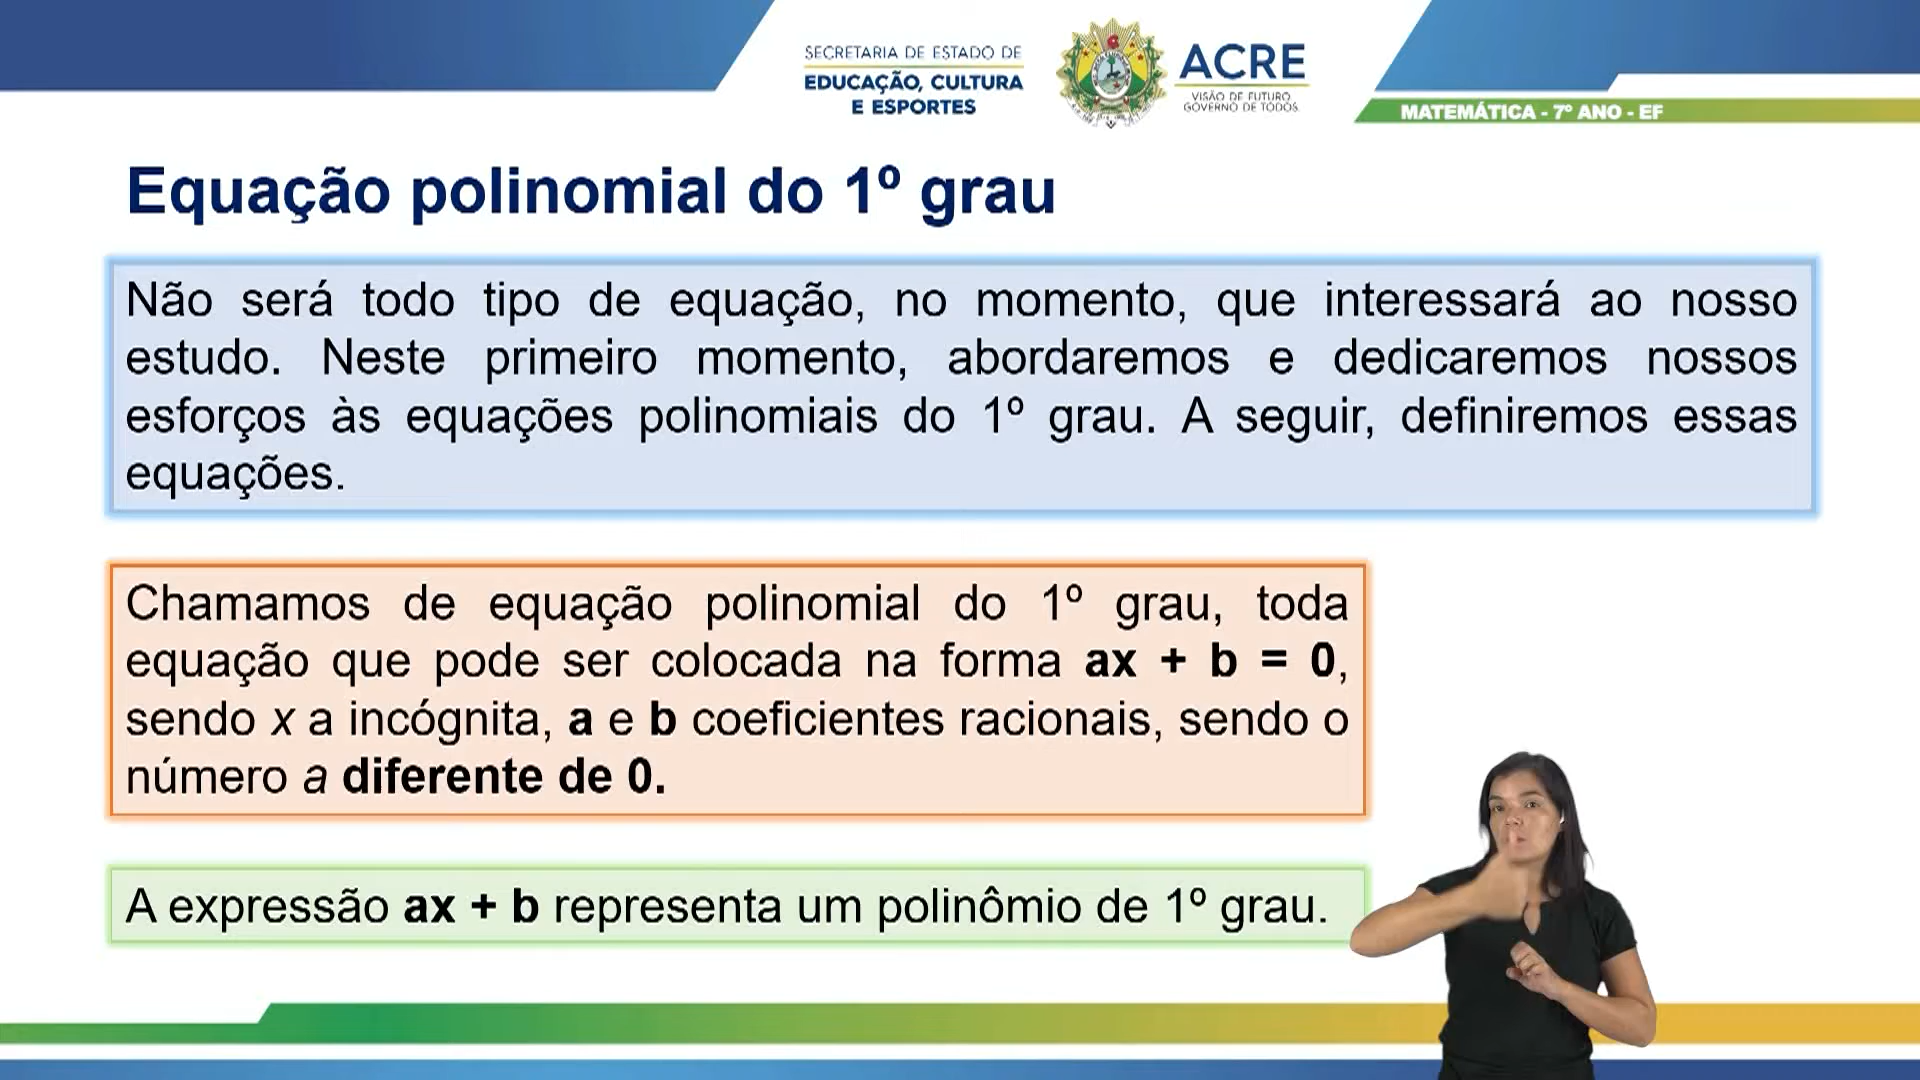 SECRETARIA DE ESTADO DE
EDUCAÇÃO, CULTURA
E ESPORTES
ACRE
VISÃO DE FUTURO
GOVERNO DE TODOS
MATEMÁTICA - 7º ANO - EF
Equação polinomial do 1º grau
Não será todo tipo de equação, no momento, que interessará ao nosso
estudo. Neste primeiro momento, abordaremos e dedicaremos nossos
esforços às equações polinomiais do 1º grau. A seguir, definiremos essas
equações.
Chamamos de equação polinomial do 1º grau, toda
equação que pode ser colocada na forma ax + b = 0,
sendo x a incógnita, a e b coeficientes racionais, sendo o
número a diferente de 0.
A expressão ax + b representa um polinômio de 1º grau.